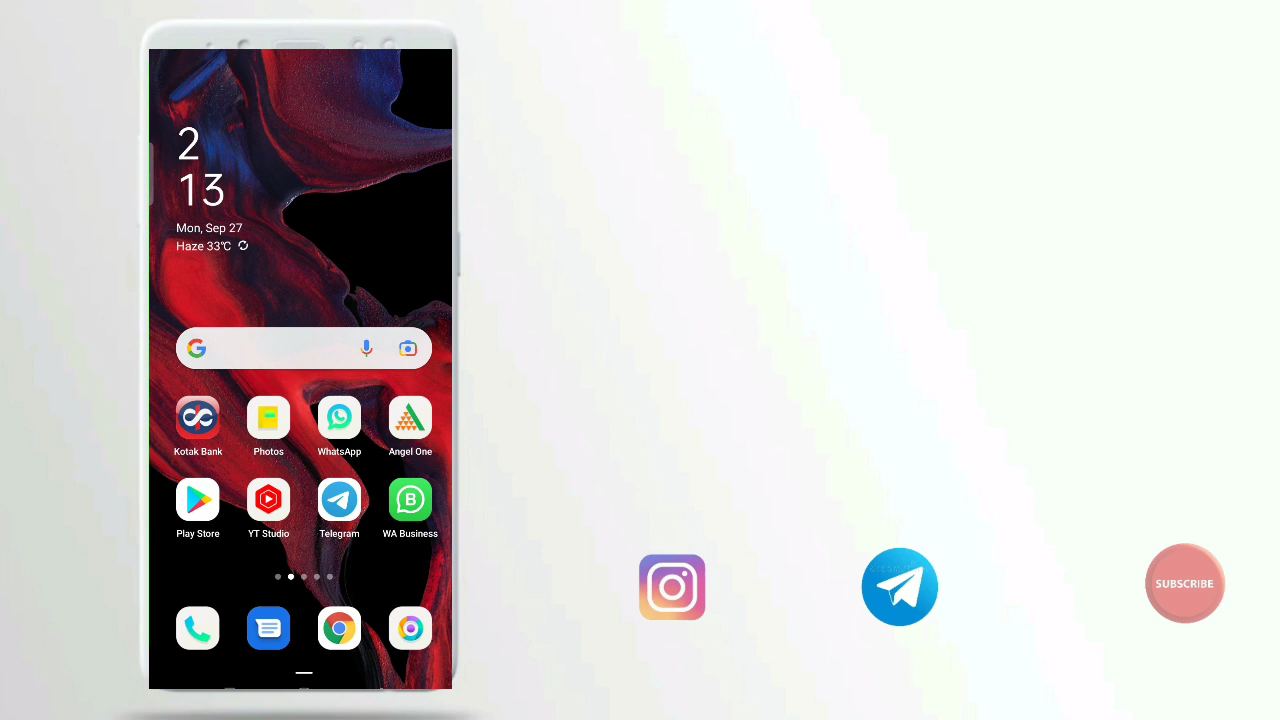 2
13
Mon, Sep 27
Haze 33℃
Kotak Bank
Photos
WhatsApp
Angel One
Play Store
YT Studio
Telegram
WA Business
SUBSCRIBE